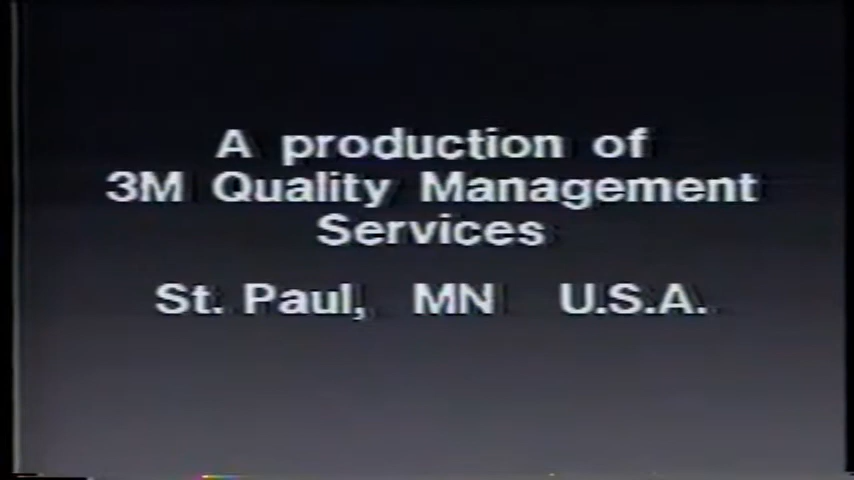 A production of
3M Quality Management
Services
St. Paul, MN U.S.A.